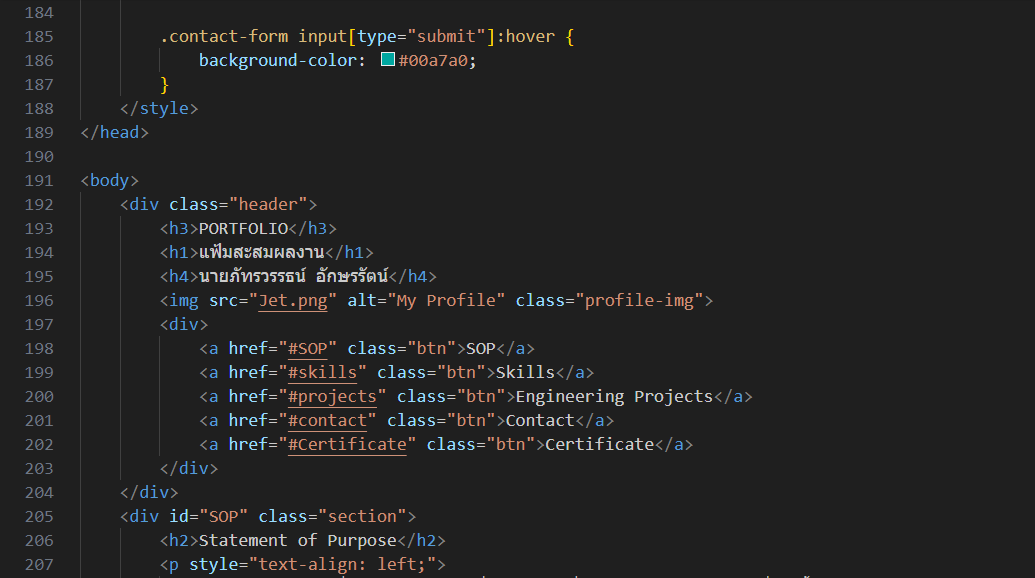 184
185 .contact-form input[type="submit"]:hover {
186 background-color: #00a7a0;
187 }
188 </style>
189 </head>
190
191 <body>
192 <div class="header">
193 <h3>PORTFOLIO</h3>
194 <h1>แฟ้มสะสมผลงาน</h1>
195 <h4>นายภัทรวรรธน์ อักษรรัตน์</h4>
196 <img src="Jet.png" alt="My Profile" class="profile-img">
197 <div>
198 <a href="#SOP" class="btn">SOP</a>
199 <a href="#skills" class="btn">Skills</a>
200 <a href="#projects" class="btn">Engineering Projects</a>
201 <a href="#contact" class="btn">Contact</a>
202 <a href="#Certificate" class="btn">Certificate</a>
203 </div>
204 </div>
205 <div id="SOP" class="section">
206 <h2>Statement of Purpose</h2>
207 <p style="text-align: left;">